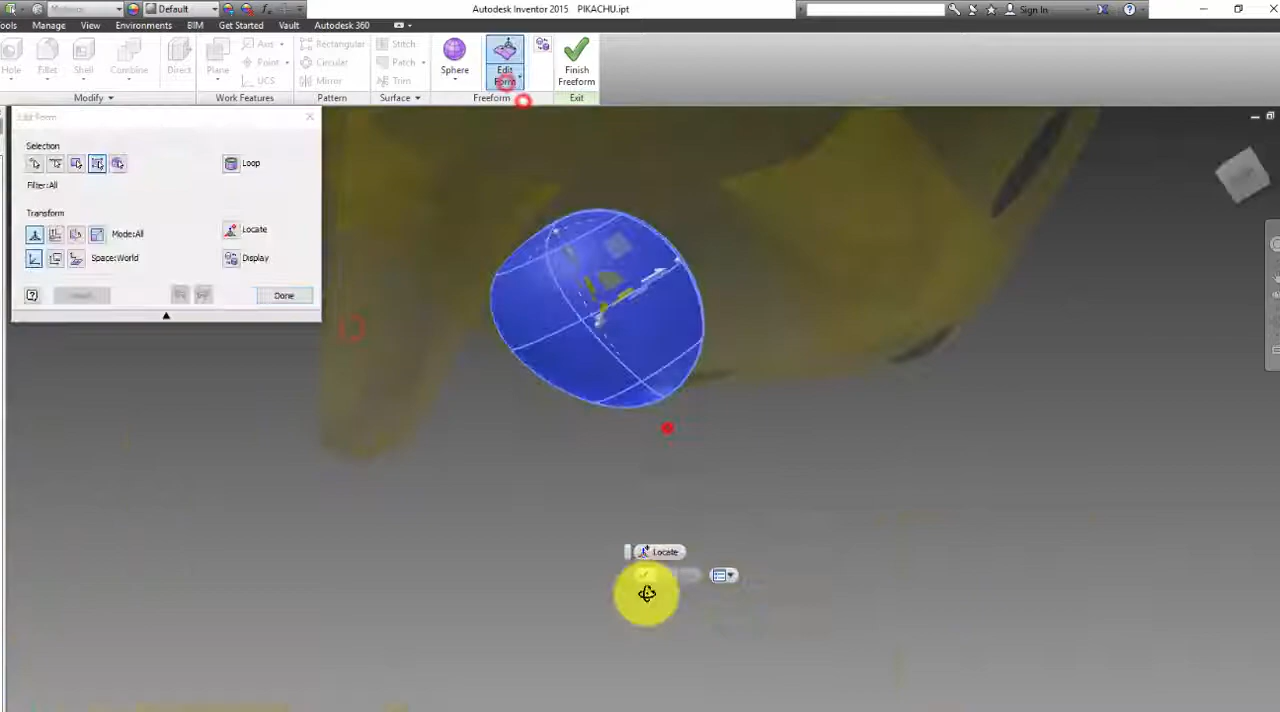 Default
Autodesk Inventor 2015 PIKACHU.ipt
Sign In
ools Manage View Environments BIM Get Started Vault Autodesk 360
Hole Fillet Shell Combine Direct Plane
Axis
Point
UCS
Rectangular
Circular
Mirror
Stitch
Patch
Trim
Sphere
Edit
Form
Finish
Freeform
Modify Work Features Pattern Surface Freeform Exit
Edit Form
Selection
Loop
Filter:All
Transform
Mode:All
Locate
Space:World
Display
Done
Locate